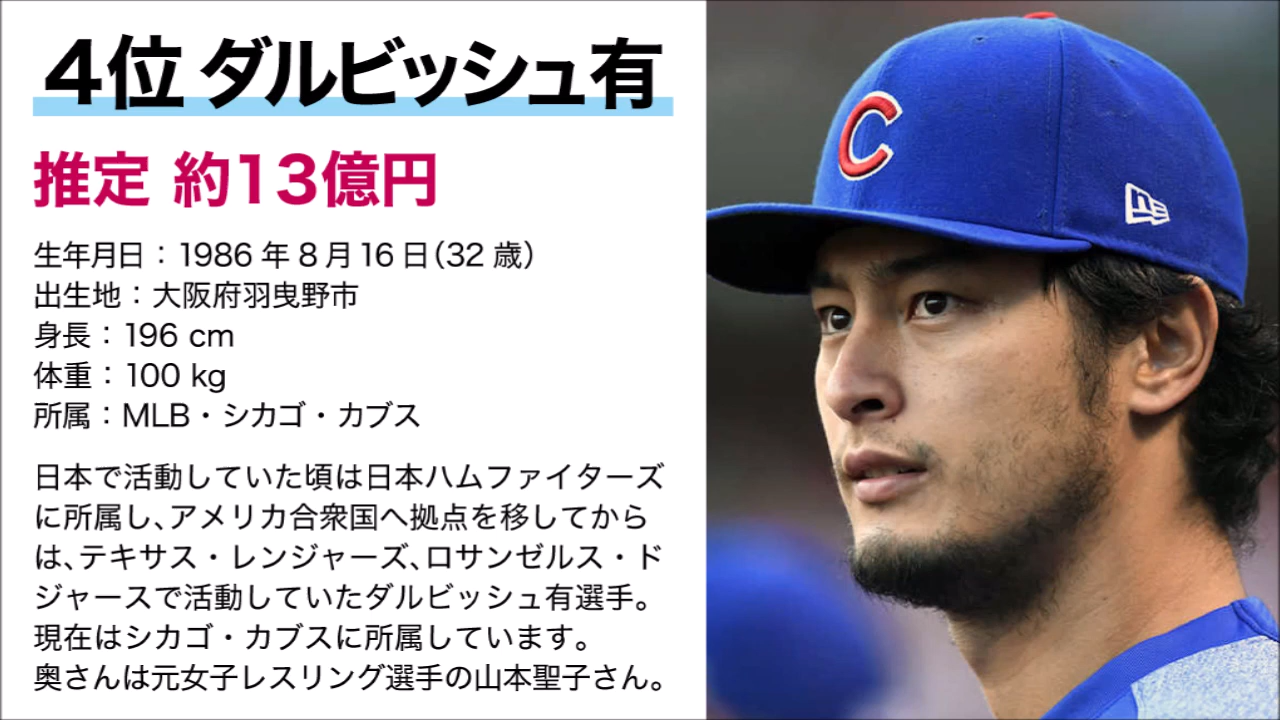 4位 ダルビッシュ有
推定 約13億円
生年月日：1986年8月16日(32歳)
出生地：大阪府羽曳野市
身長：196 cm
体重：100 kg
所属：MLB・シカゴ・カブス
日本で活動していた頃は日本ハムファイターズ
に所属し、アメリカ合衆国へ拠点を移してから
は、テキサス・レンジャーズ、ロサンゼルス・ド
ジャースで活動していたダルビッシュ有選手。
現在はシカゴ・カブスに所属しています。
奥さんは元女子レスリング選手の山本聖子さん。
C
NE